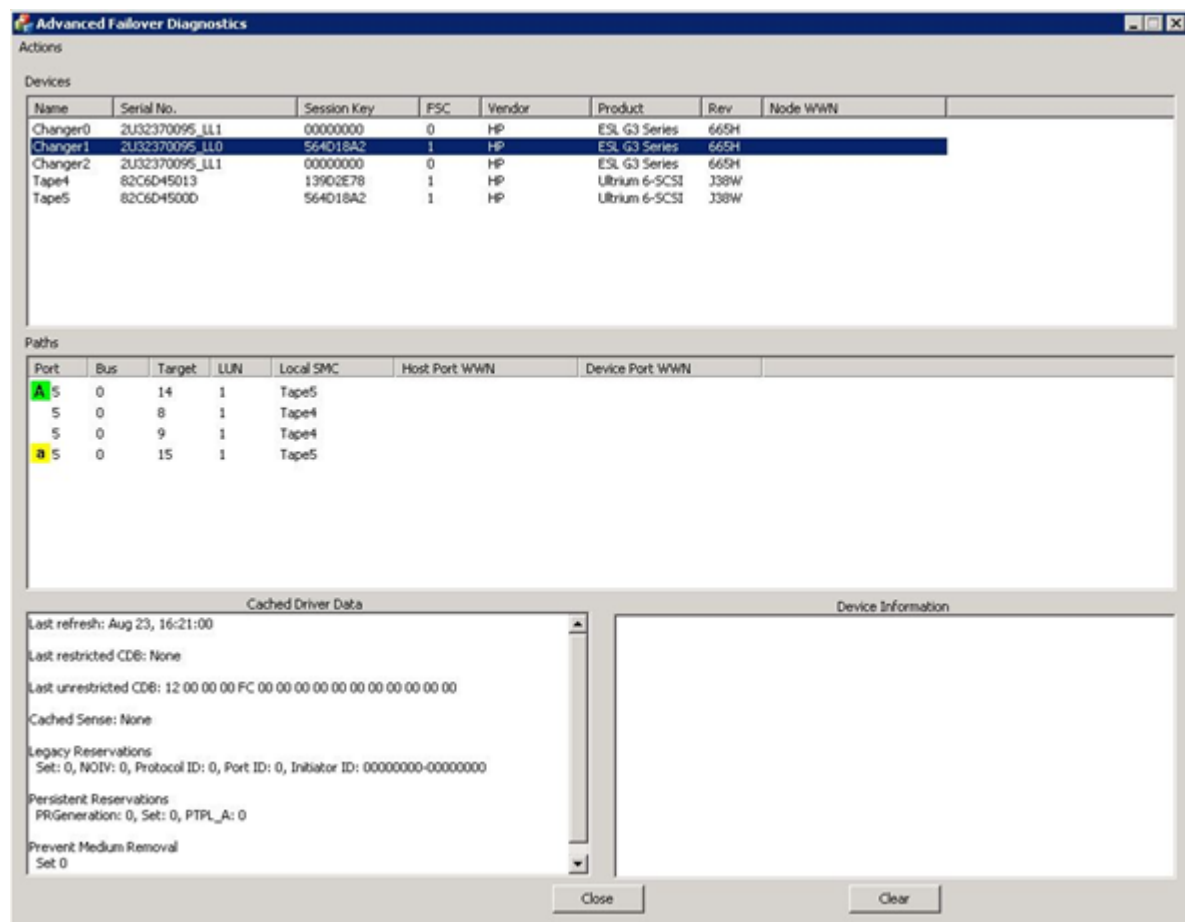 Advanced Failover Diagnostics
Actions
Devices
Name Serial No. Session Key FSC Vendor Product Rev Node WWN
Changer0 2U32370095_LL1 00000000 0 HP ESL G3 Series 665H
Changer1 2U32370095_LL0 564D18A2 1 HP ESL G3 Series 665H
Changer2 2U32370095_LL1 00000000 0 HP ESL G3 Series 665H
Tape4 82C6D45013 139D2E78 1 HP Ultrium 6-SCSI J38W
Tape5 82C6D4500D 564D18A2 1 HP Ultrium 6-SCSI J38W
Paths
Port Bus Target LUN Local SMC Host Port WWN Device Port WWN
A 5 0 14 1 Tape5
5 0 8 1 Tape4
5 0 9 1 Tape4
a 5 0 15 1 Tape5
Cached Driver Data Device Information
Last refresh: Aug 23, 16:21:00
Last restricted CDB: None
Last unrestricted CDB: 12 00 00 00 FC 00 00 00 00 00 00 00 00 00 00 00
Cached Sense: None
Legacy Reservations
Set: 0, NOIV: 0, Protocol ID: 0, Port ID: 0, Initiator ID: 00000000-00000000
Persistent Reservations
PRGeneration: 0, Set: 0, PTPL_A: 0
Prevent Medium Removal
Set 0
Close Clear